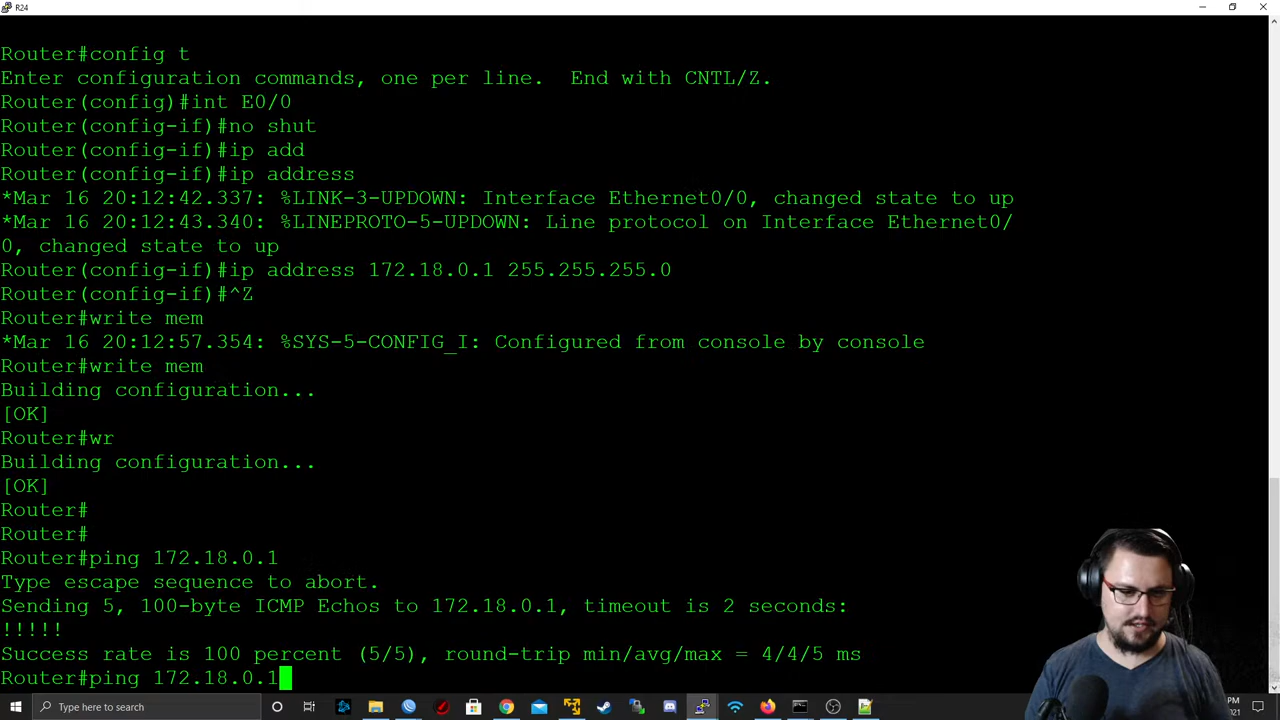 R24
Router#config t
Enter configuration commands, one per line.  End with CNTL/Z.
Router(config)#int E0/0
Router(config-if)#no shut
Router(config-if)#ip add
Router(config-if)#ip address
*Mar 16 20:12:42.337: %LINK-3-UPDOWN: Interface Ethernet0/0, changed state to up
*Mar 16 20:12:43.340: %LINEPROTO-5-UPDOWN: Line protocol on Interface Ethernet0/
0, changed state to up
Router(config-if)#ip address 172.18.0.1 255.255.255.0
Router(config-if)#^Z
Router#write mem
*Mar 16 20:12:57.354: %SYS-5-CONFIG_I: Configured from console by console
Router#write mem
Building configuration...
[OK]
Router#wr
Building configuration...
[OK]
Router#
Router#
Router#ping 172.18.0.1
Type escape sequence to abort.
Sending 5, 100-byte ICMP Echos to 172.18.0.1, timeout is 2 seconds:
!!!!!
Success rate is 100 percent (5/5), round-trip min/avg/max = 4/4/5 ms
Router#ping 172.18.0.1
Type here to search
PM
021